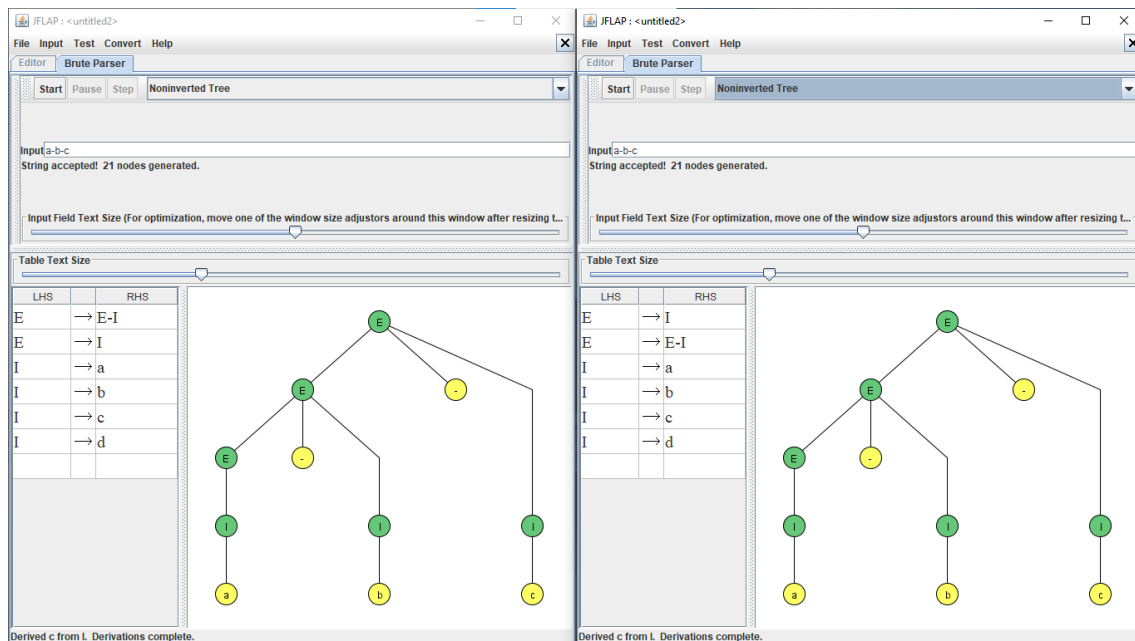 JFLAP : <untitled2>
File Input Test Convert Help
Editor Brute Parser
Start Pause Step Noninverted Tree
Input a-b-c
String accepted! 21 nodes generated.
Input Field Text Size (For optimization, move one of the window size adjustors around this window after resizing t...
Table Text Size
LHS RHS
E → E-I
E → I
I → a
I → b
I → c
I → d
E
E -
E -
I I I
a b c
Derived c from I. Derivations complete.
JFLAP : <untitled2>
File Input Test Convert Help
Editor Brute Parser
Start Pause Step Noninverted Tree
Input a-b-c
String accepted! 21 nodes generated.
Input Field Text Size (For optimization, move one of the window size adjustors around this window after resizing t...
Table Text Size
LHS RHS
E → I
E → E-I
I → a
I → b
I → c
I → d
E
E -
E -
I I I
a b c
Derived c from I. Derivations complete.